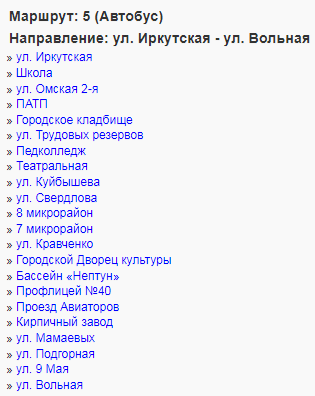 Маршрут: 5 (Автобус)
Направление: ул. Иркутская - ул. Вольная
» ул. Иркутская
» Школа
» ул. Омская 2-я
» ПАТП
» Городское кладбище
» ул. Трудовых резервов
» Педколледж
» Театральная
» ул. Куйбышева
» ул. Свердлова
» 8 микрорайон
» 7 микрорайон
» ул. Кравченко
» Городской Дворец культуры
» Бассейн «Нептун»
» Профлицей №40
» Проезд Авиаторов
» Кирпичный завод
» ул. Мамаевых
» ул. Подгорная
» ул. 9 Мая
» ул. Вольная